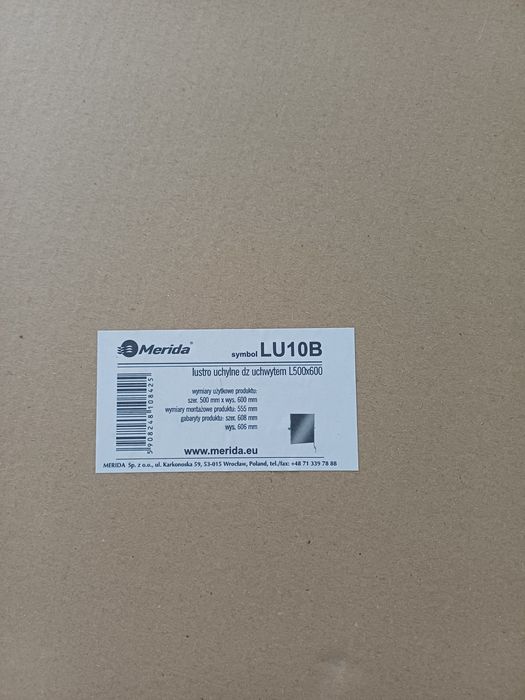 Merida®
symbol LU10B
lustro uchylne dz uchwytem L500x600
wymiary użytkowe produktu:
szer. 500 mm x wys. 600 mm
wymiary montażowe produktu: 555 mm
gabaryty produktu: szer. 608 mm
wys. 606 mm
5908248108425
www.merida.eu
MERIDA Sp. z o.o., ul. Karkonoska 59, 53-015 Wrocław, Poland, tel./fax: +48 71 339 78 88